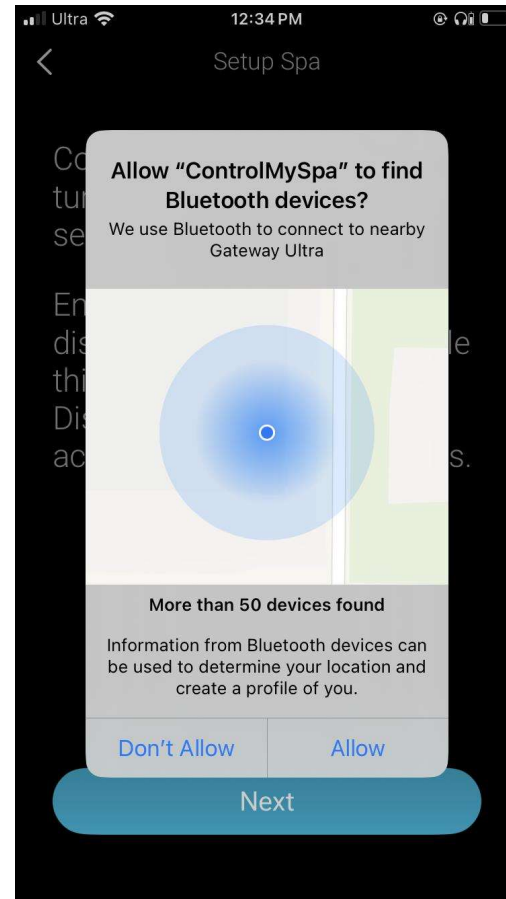 Ultra 12:34 PM
Setup Spa
Allow “ControlMySpa” to find
Bluetooth devices?
We use Bluetooth to connect to nearby
Gateway Ultra
More than 50 devices found
Information from Bluetooth devices can
be used to determine your location and
create a profile of you.
Don't Allow Allow
Next